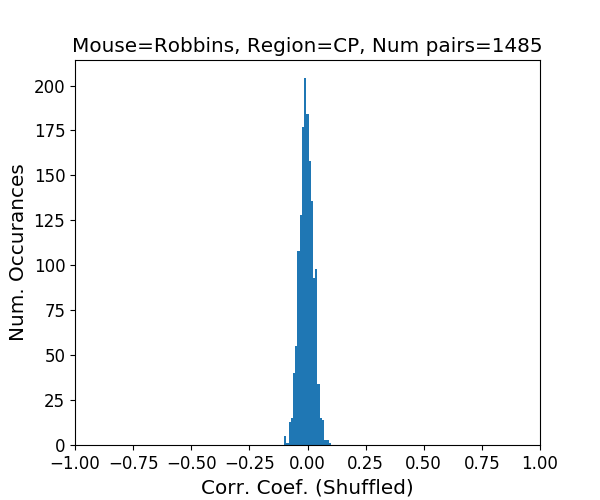 Mouse=Robbins, Region=CP, Num pairs=1485
Num. Occurances
200
175
150
125
100
75
50
25
0
−1.00 −0.75 −0.50 −0.25 0.00 0.25 0.50 0.75 1.00
Corr. Coef. (Shuffled)